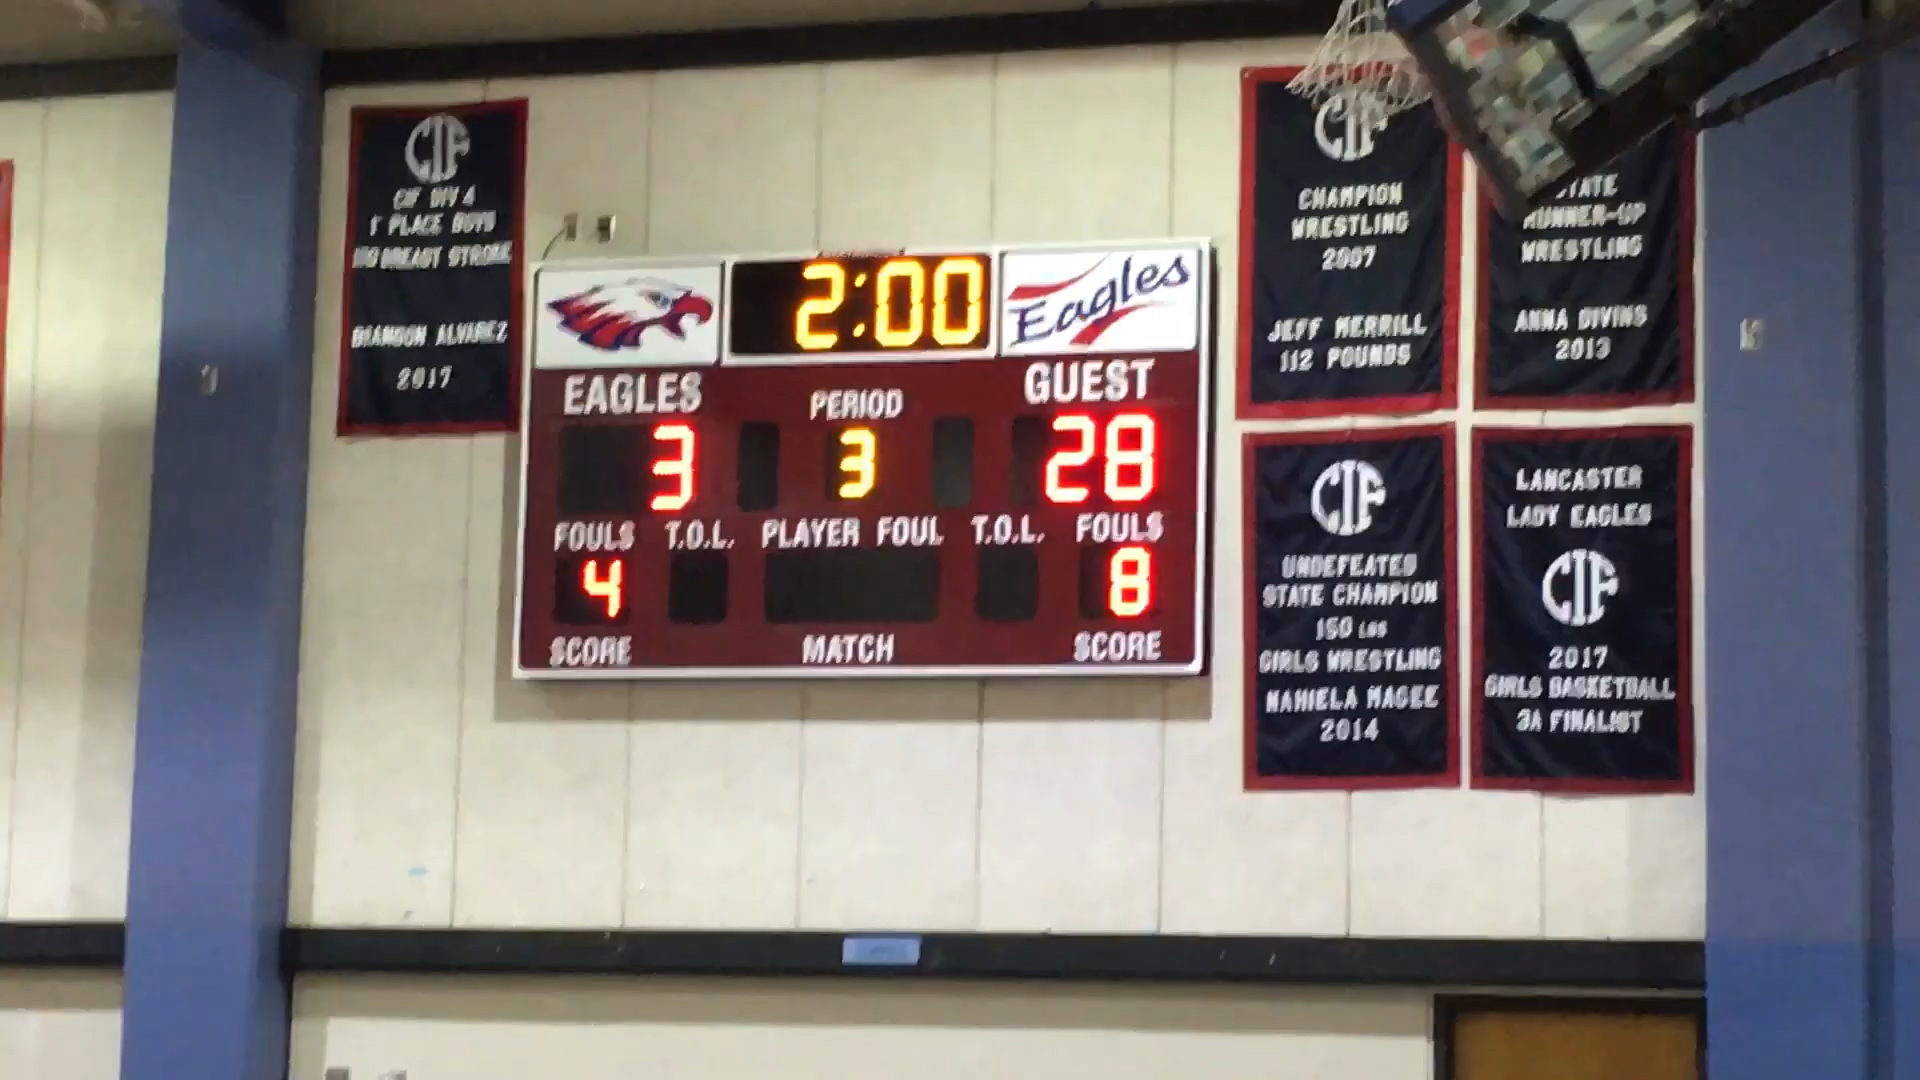 CIF
CIF DIV 4
1st PLACE BOYS
100 BREAST STROKE
BRANDON ALVAREZ
2017
2:00
Eagles
EAGLES
PERIOD
GUEST
3
3
28
FOULS T.O.L. PLAYER FOUL T.O.L. FOULS
4
8
SCORE MATCH SCORE
CIF
CHAMPION
WRESTLING
2007
JEFF MERRILL
112 POUNDS
STATE
RUNNER-UP
WRESTLING
ANNA DIVINS
2013
CIF
UNDEFEATED
STATE CHAMPION
150 LBS
GIRLS WRESTLING
MAGEE
2014
LANCASTER
LADY EAGLES
CIF
2017
GIRLS BASKETBALL
3A FINALIST